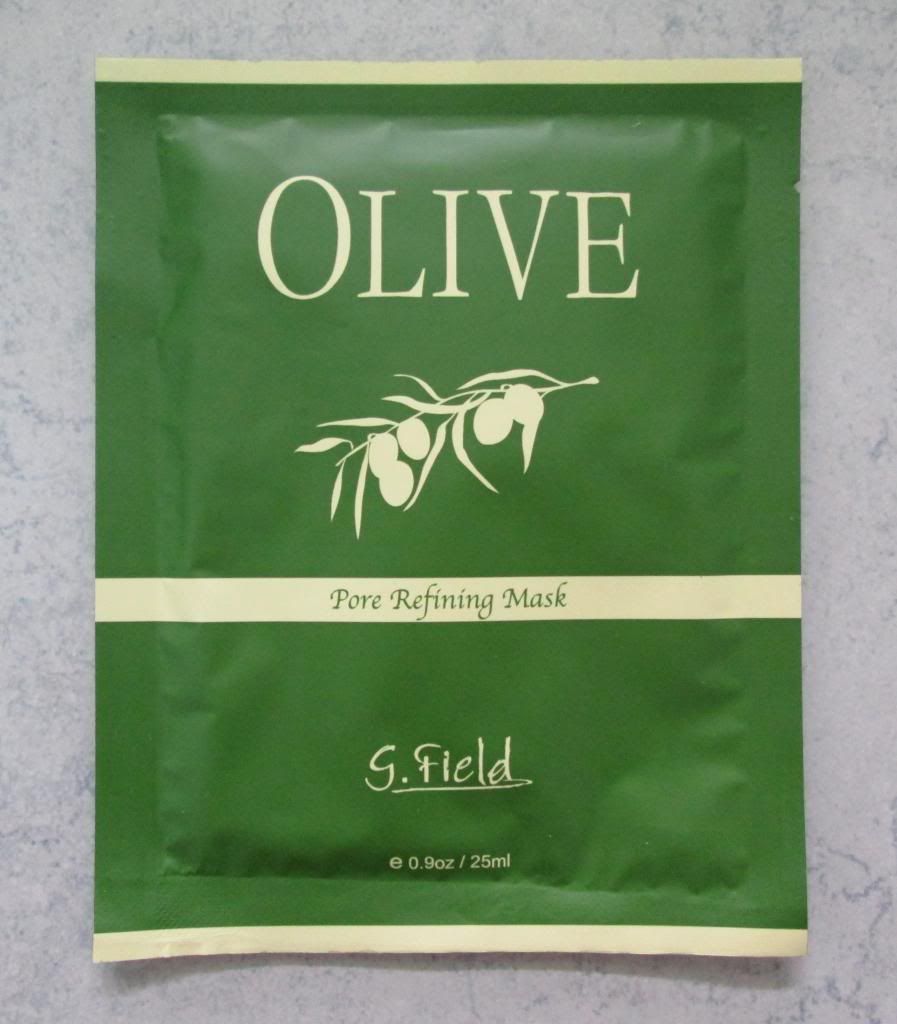 OLIVE
Pore Refining Mask
G.Field
e 0.9oz / 25ml